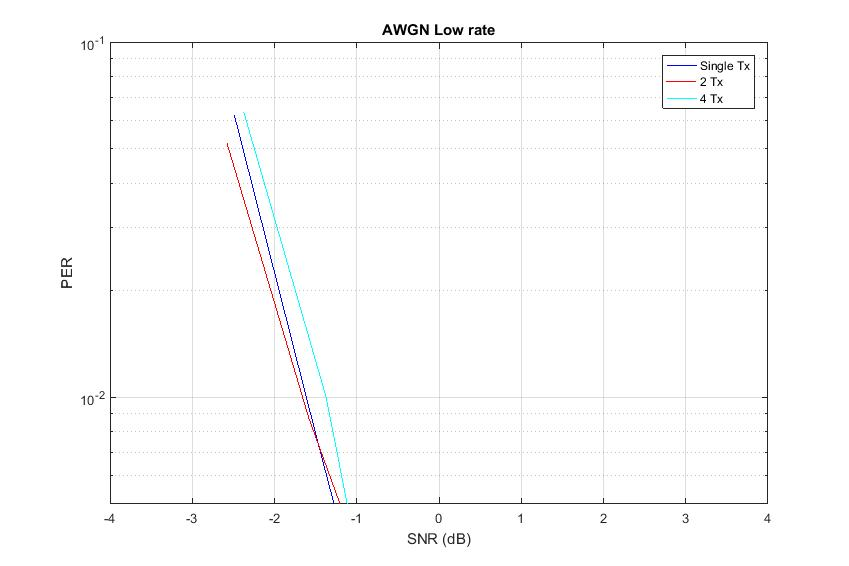 AWGN Low rate
10-1
Single Tx
2 Tx
4 Tx
PER
10-2
-4 -3 -2 -1 0 1 2 3 4
SNR (dB)